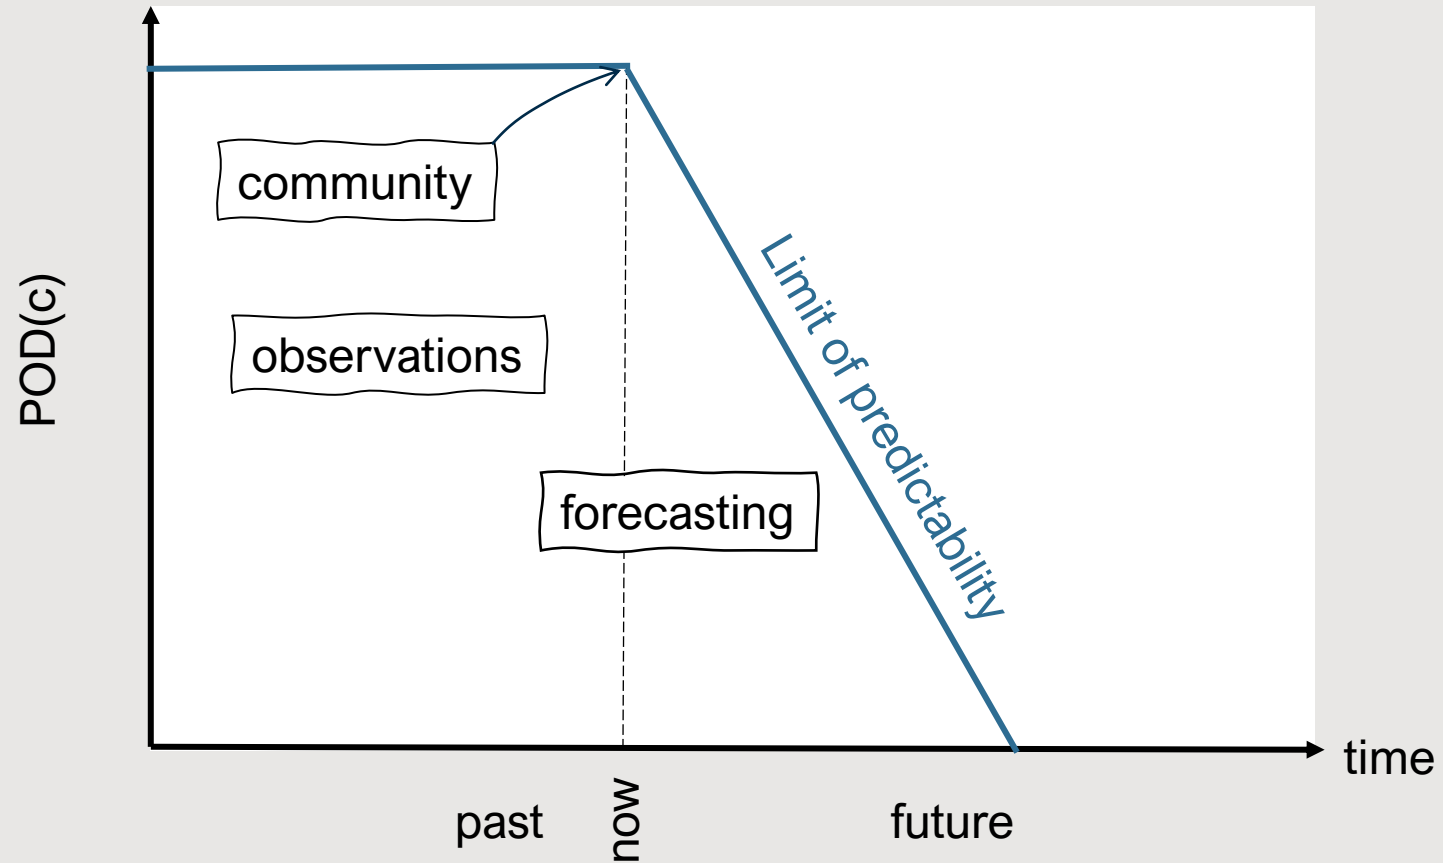 community
observations
POD(c)
Limit of predictability
forecasting
time
past
now
future